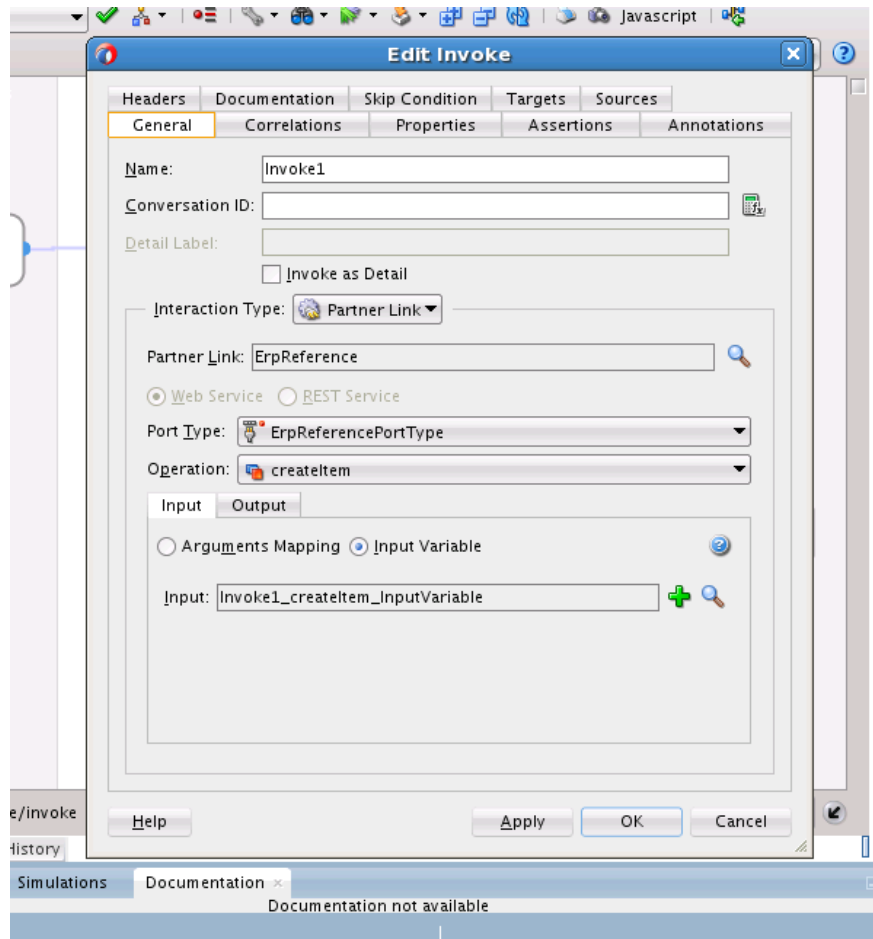 Javascript
Edit Invoke
Headers Documentation Skip Condition Targets Sources
General Correlations Properties Assertions Annotations
Name: Invoke1
Conversation ID:
Detail Label:
Invoke as Detail
Interaction Type: Partner Link
Partner Link: ErpReference
Web Service REST Service
Port Type: ErpReferencePortType
Operation: createItem
Input Output
Arguments Mapping Input Variable
Input: Invoke1_createItem_InputVariable
e/invoke
Help Apply OK Cancel
History
Simulations Documentation
Documentation not available